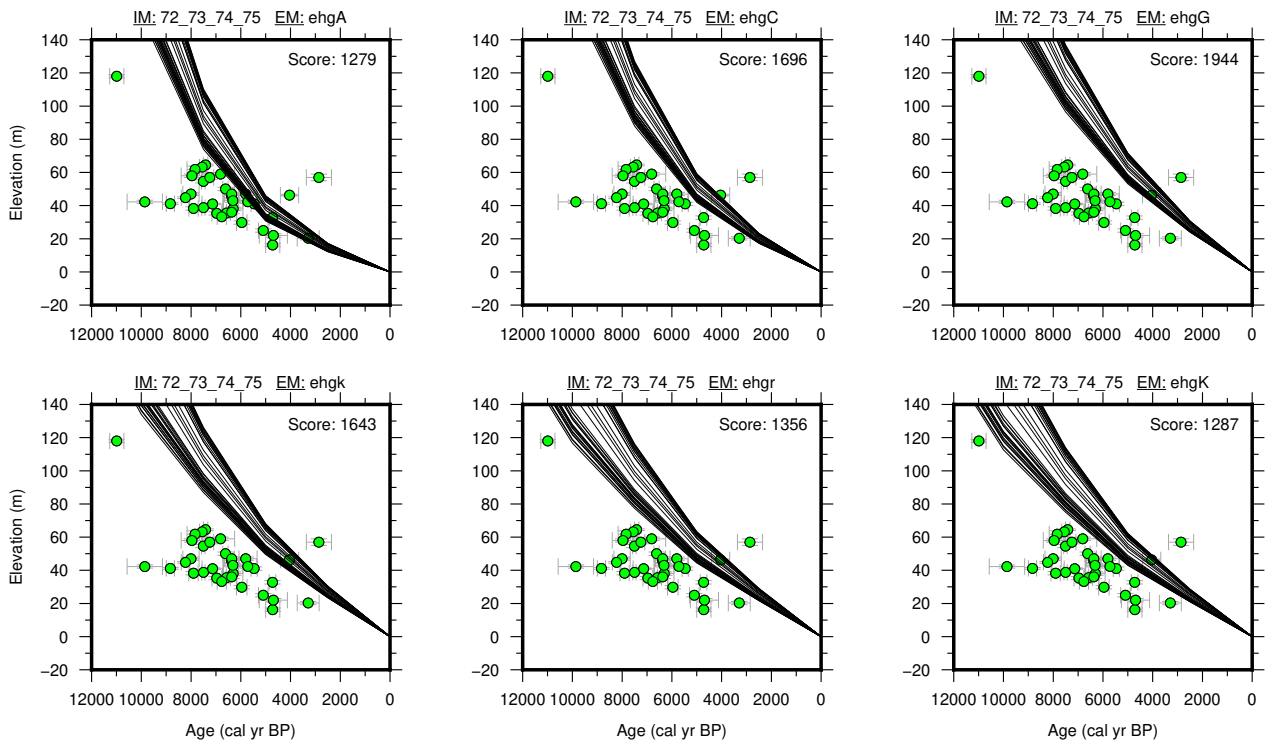 IM: 72_73_74_75 EM: ehgA
IM: 72_73_74_75 EM: ehgC
IM: 72_73_74_75 EM: ehgG
Score: 1279
Score: 1696
Score: 1944
Elevation (m)
140
120
100
80
60
40
20
0
−20
12000 10000 8000 6000 4000 2000 0
140
120
100
80
60
40
20
0
−20
12000 10000 8000 6000 4000 2000 0
140
120
100
80
60
40
20
0
−20
12000 10000 8000 6000 4000 2000 0
IM: 72_73_74_75 EM: ehgk
IM: 72_73_74_75 EM: ehgr
IM: 72_73_74_75 EM: ehgK
Score: 1643
Score: 1356
Score: 1287
Elevation (m)
140
120
100
80
60
40
20
0
−20
12000 10000 8000 6000 4000 2000 0
Age (cal yr BP)
140
120
100
80
60
40
20
0
−20
12000 10000 8000 6000 4000 2000 0
Age (cal yr BP)
140
120
100
80
60
40
20
0
−20
12000 10000 8000 6000 4000 2000 0
Age (cal yr BP)